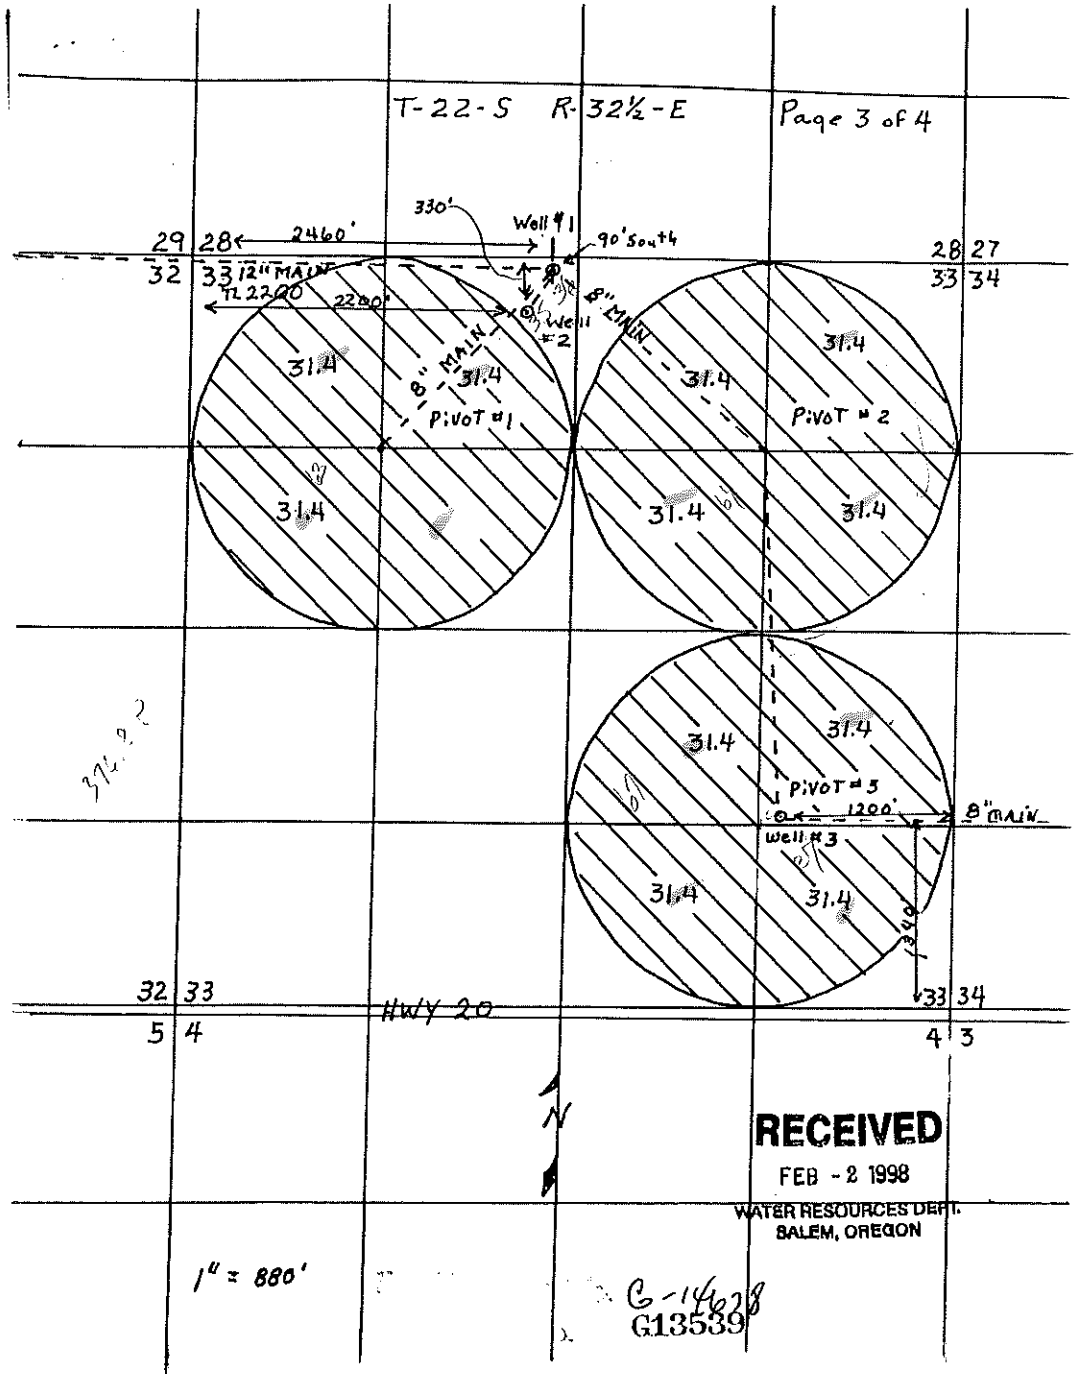 T-22-S R-32½-E Page 3 of 4
330'
Well #1
29 28 2460' 90' South 28 27
32 33 12" MAIN 33 34
TL 2200
2200'
8" MAIN
Well
#2
8" MAIN
31.4
31.4
31.4
31.4
PIVOT #1
PIVOT # 2
31.4
31.4
31.4
31.4
31.4
PIVOT #3
1200'
8" MAIN
Well #3
31.4
31.4
1340'
32 33 33 34
HWY 20
5 4 4 3
N
RECEIVED
FEB - 2 1998
WATER RESOURCES DEPT.
SALEM, OREGON
1" = 880'
G-14628
G13539